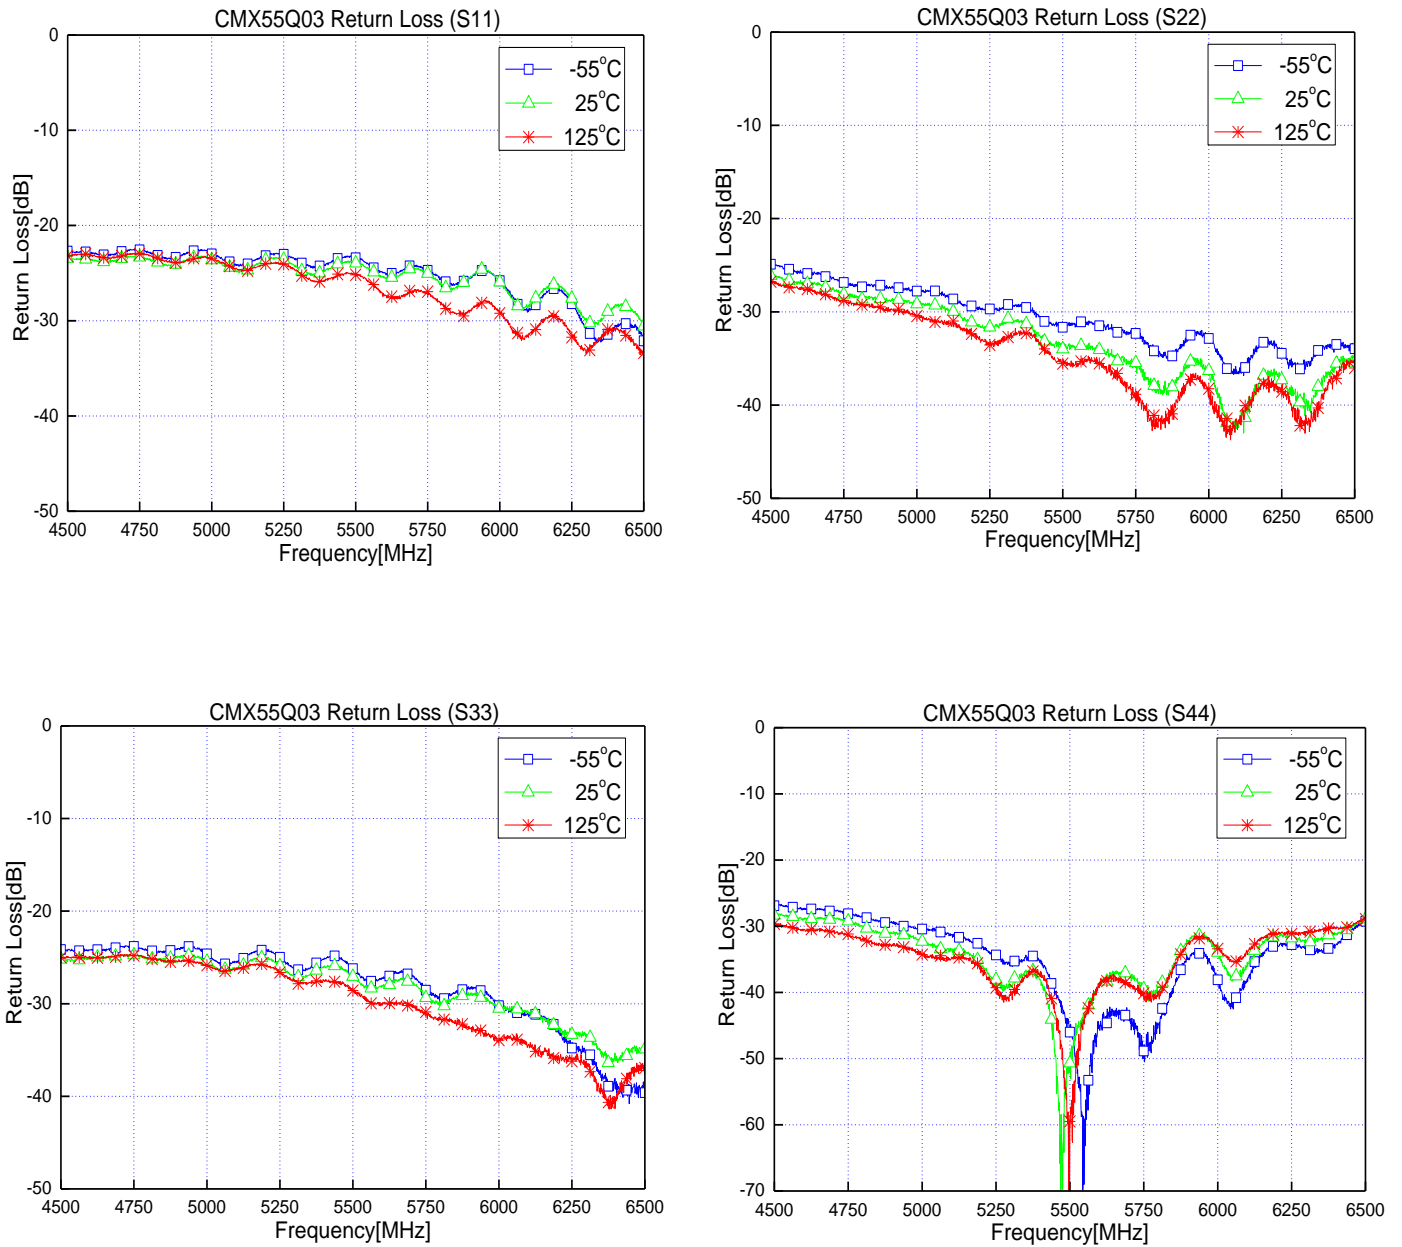 CMX55Q03 Return Loss (S11)
Return Loss[dB]
0
-10
-20
-30
-40
-50
-55°C
25°C
125°C
4500 4750 5000 5250 5500 5750 6000 6250 6500
Frequency[MHz]
CMX55Q03 Return Loss (S22)
Return Loss[dB]
0
-10
-20
-30
-40
-50
-55°C
25°C
125°C
4500 4750 5000 5250 5500 5750 6000 6250 6500
Frequency[MHz]
CMX55Q03 Return Loss (S33)
Return Loss[dB]
0
-10
-20
-30
-40
-50
-55°C
25°C
125°C
4500 4750 5000 5250 5500 5750 6000 6250 6500
Frequency[MHz]
CMX55Q03 Return Loss (S44)
Return Loss[dB]
0
-10
-20
-30
-40
-50
-60
-70
-55°C
25°C
125°C
4500 4750 5000 5250 5500 5750 6000 6250 6500
Frequency[MHz]